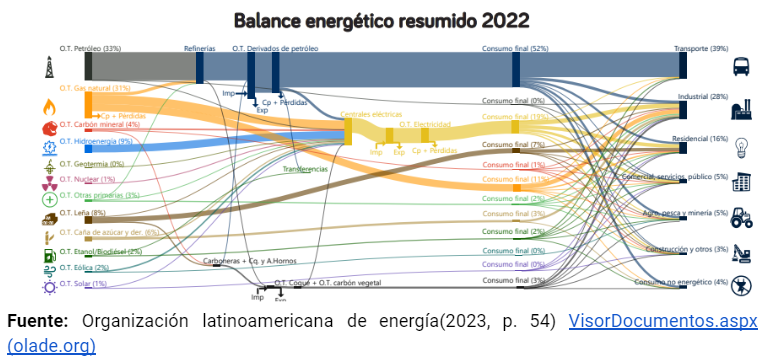 Balance energético resumido 2022
O.T. Petróleo (33%)
Refinerías
O.T. Derivados de petróleo
Consumo final (52%)
Transporte (39%)
Imp
Exp
Cp + Pérdidas
O.T. Gas natural (31%)
Cp + Pérdidas
Consumo final (0%)
Industrial (28%)
Centrales eléctricas
O.T. Electricidad
Consumo final (19%)
O.T. Carbón mineral (4%)
O.T. Hidroenergía (9%)
Imp
Exp
Cp + Pérdidas
Consumo final (7%)
Residencial (16%)
O.T. Geotermia (0%)
Transferencias
Consumo final (1%)
O.T. Nuclear (1%)
Consumo final (11%)
Comercial, servicios, público (5%)
O.T. Otras primarias (3%)
Consumo final (2%)
O.T. Leña (8%)
Consumo final (3%)
Agro, pesca y minería (5%)
O.T. Caña de azúcar y der. (6%)
Consumo final (2%)
O.T. Etanol/Biodiésel (2%)
Consumo final (0%)
Construcción y otros (3%)
O.T. Eólica (2%)
Carboneras + Cq. y A.Hornos
Consumo final (0%)
O.T. Solar (1%)
O.T. Coque + O.T. carbón vegetal
Consumo final (3%)
Consumo no energético (4%)
Imp
Exp
Fuente: Organización latinoamericana de energía(2023, p. 54) VisorDocumentos.aspx
(olade.org)